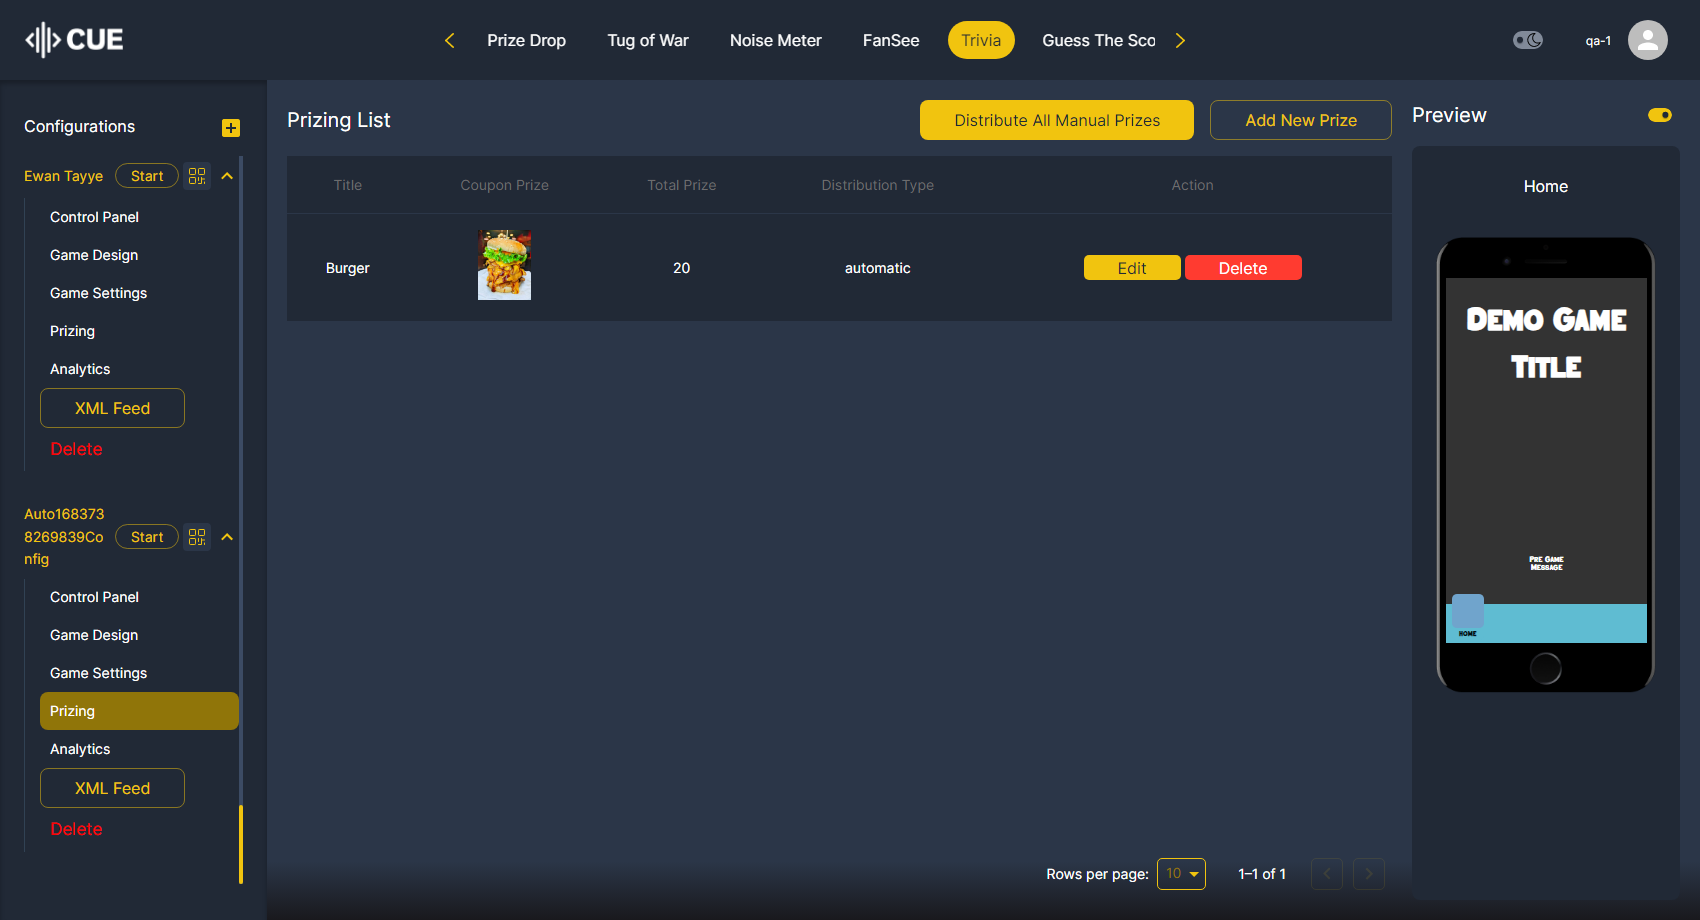 CUE
Prize Drop
Tug of War
Noise Meter
FanSee
Trivia
Guess The Sco
qa-1
Configurations
Ewan Tayye
Start
Control Panel
Game Design
Game Settings
Prizing
Analytics
XML Feed
Delete
Auto168373
8269839Co
nfig
Start
Control Panel
Game Design
Game Settings
Prizing
Analytics
XML Feed
Delete
Prizing List
Distribute All Manual Prizes
Add New Prize
Title
Coupon Prize
Total Prize
Distribution Type
Action
Burger
20
automatic
Edit
Delete
Rows per page:
10
1–1 of 1
Preview
Home
Demo Game
Title
Pre Game
Message
HOME